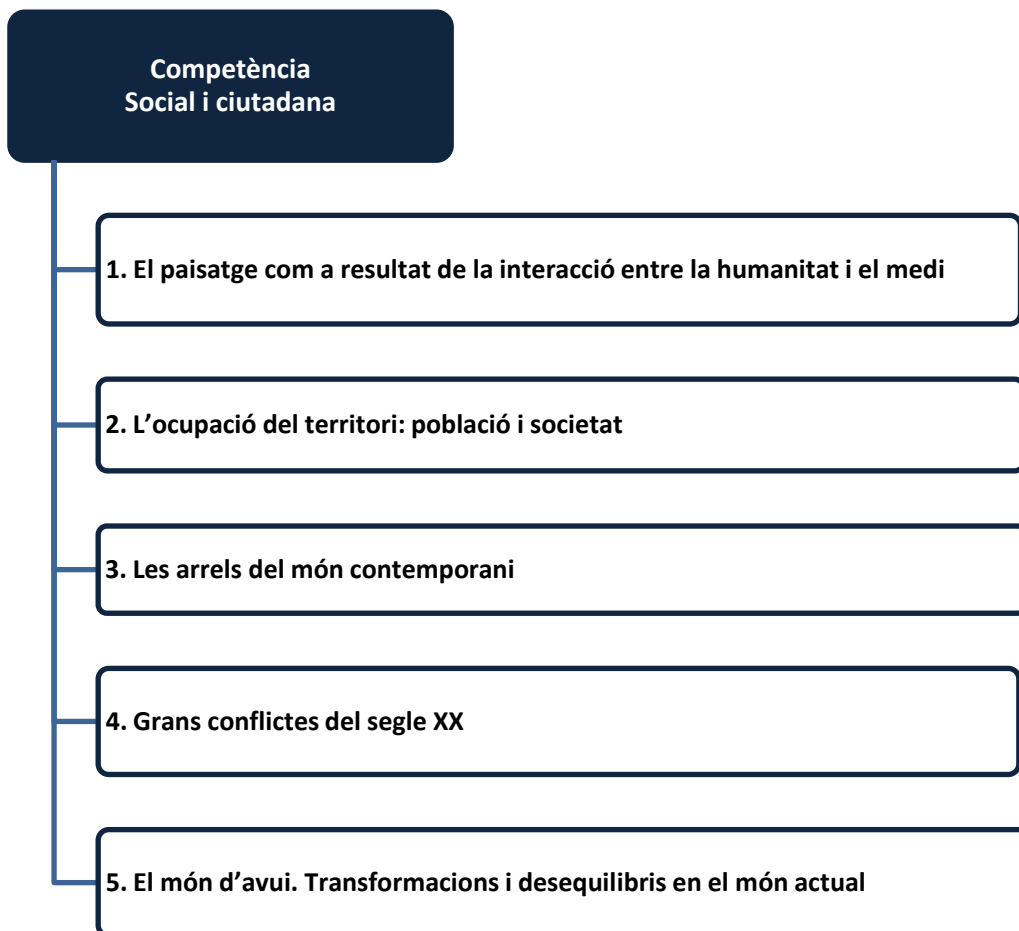 Competència
Social i ciutadana
1. El paisatge com a resultat de la interacció entre la humanitat i el medi
2. L’ocupació del territori: població i societat
3. Les arrels del món contemporani
4. Grans conflictes del segle XX
5. El món d’avui. Transformacions i desequilibris en el món actual